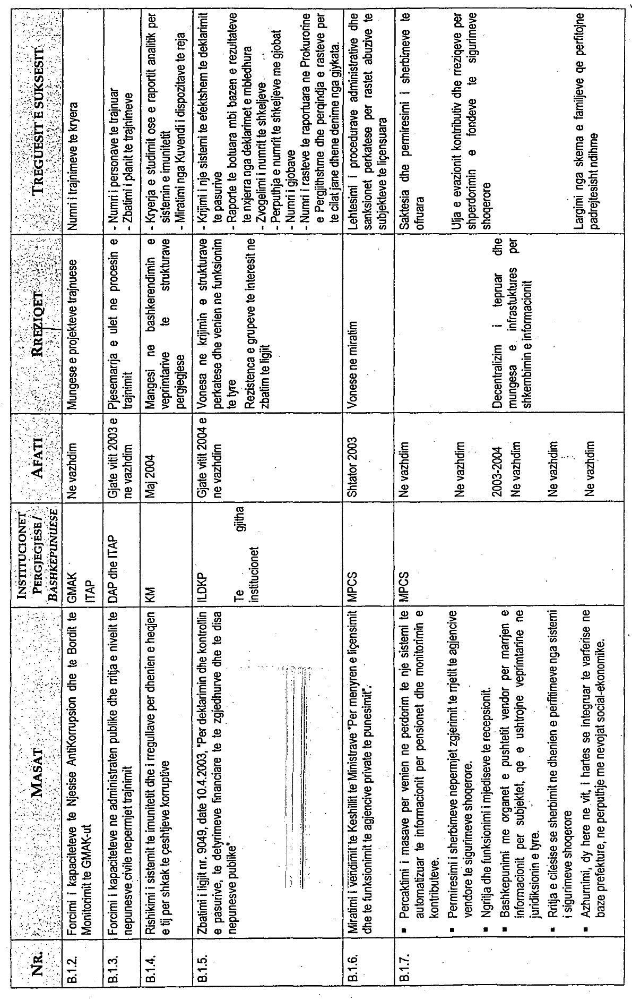 NR.
MASAT
INSTITUCIONET
PERGJEGJESE /
BASHKEPUNUESE
AFATI
RREZIQET
TREGUESIT E SUKSESIT
B.1.2.
Forcimi i kapaciteteve te Njesise AntiKorrupsion dhe te Bordit te
Monitorimit te GMAK-ut
GMAK
ITAP
Ne vazhdim
Mungese e projekteve trajnuese
Numri i trajnimeve te kryera
B.1.3.
Forcimi i kapaciteteve ne administraten publike dhe rritja e nivelit te
nepunesve civile nepermjet trajnimit
DAP dhe ITAP
Gjate vitit 2003 e
ne vazhdim
Pjesemarrja e ulet ne procesin e
trajnimit
- Numri i personave te trajnuar
- Zbatimi i planit te trajnimeve
B.1.4.
Rishikimi i sistemit te imunitetit dhe i rregullave per dhenien e heqjen
e tij per shkak te çeshtjeve korruptive
KM
Maj 2004
Mangesi ne bashkerendimin e
veprimtarive te strukturave
pergjegjese
- Kryerja e studimit ose e raportit analitik per
sistemin e imunitetit
- Miratimi nga Kuvendi i dispozitave te reja
B.1.5.
Zbatimi i ligjit nr. 9049, date 10.4.2003, "Per deklarimin dhe kontrollin
e pasurive, te detyrimeve financiare te te zgjedhurve dhe te disa
nepunesve publike"
ILDKP
Te gjitha
institucionet
Gjate vitit 2004 e
ne vazhdim
Vonesa ne krijimin e strukturave
perkatese dhe venien ne funksionim
te tyre
Rezistenca e grupeve te interesit ne
zbatim te ligjit
- Krijimi i nje sistemi te efektshem te deklarimit
te pasurive
- Raporte te botuara mbi bazen e rezultateve
te nxjerra nga deklarimet e mbledhura
- Zvogelimi i numrit te shkeljeve
- Perputhja e numrit te shkeljeve me gjobat
- Numri i gjobave
- Numri i rasteve te raportuara ne Prokurorine
e Pergjithshme dhe perqindja e rasteve per
te cilat jane dhene denime nga gjykata.
B.1.6.
Miratimi i vendimit te Keshillit te Ministrave "Per menyren e liçensimit
dhe te funksionimit te agjencive private te punesimit".
MPCS
Shtator 2003
Vonese ne miratim
Lehtesimi i procedurave administrative dhe
sanksionet perkatese per rastet abuzive te
subjekteve te liçensuara
B.1.7.
▪ Percaktimi i masave per venien ne perdorim te nje sistemi te
automatizuar te informacionit per pensionet dhe monitorimin e
kontributeve.
▪ Permiresimi i sherbimeve nepermjet zgjerimit te rrjetit te agjencive
vendore te sigurimeve shoqerore.
▪ Ngritja dhe funksionimi i mjediseve te recepsionit.
▪ Bashkepunimi me organet e pushtetit vendor per marrjen e
informacionit per subjektet, qe e ushtrojne veprimtarine ne
juridiksionin e tyre.
▪ Rritja e cilesise se sherbimit ne dhenien e perfitimeve nga sistemi
i sigurimeve shoqerore
▪ Azhurnimi, dy here ne vit, i hartes se integruar te varferise ne
baze prefekture, ne perputhje me nevojat social-ekonomike.
MPCS
Ne vazhdim
Ne vazhdim
2003-2004
Ne vazhdim
Ne vazhdim
Ne vazhdim
Decentralizim i tepruar dhe
mungesa e infrastuktures per
shkembimin e informacionit
Saktesia dhe permiresimi i sherbimeve te
ofruara
Ulja e evazionit kontributiv dhe rreziqeve per
shperdorimin e fondeve te sigurimeve
shoqerore
Largimi nga skema e familjeve qe perfitojne
padrejtesisht ndihme